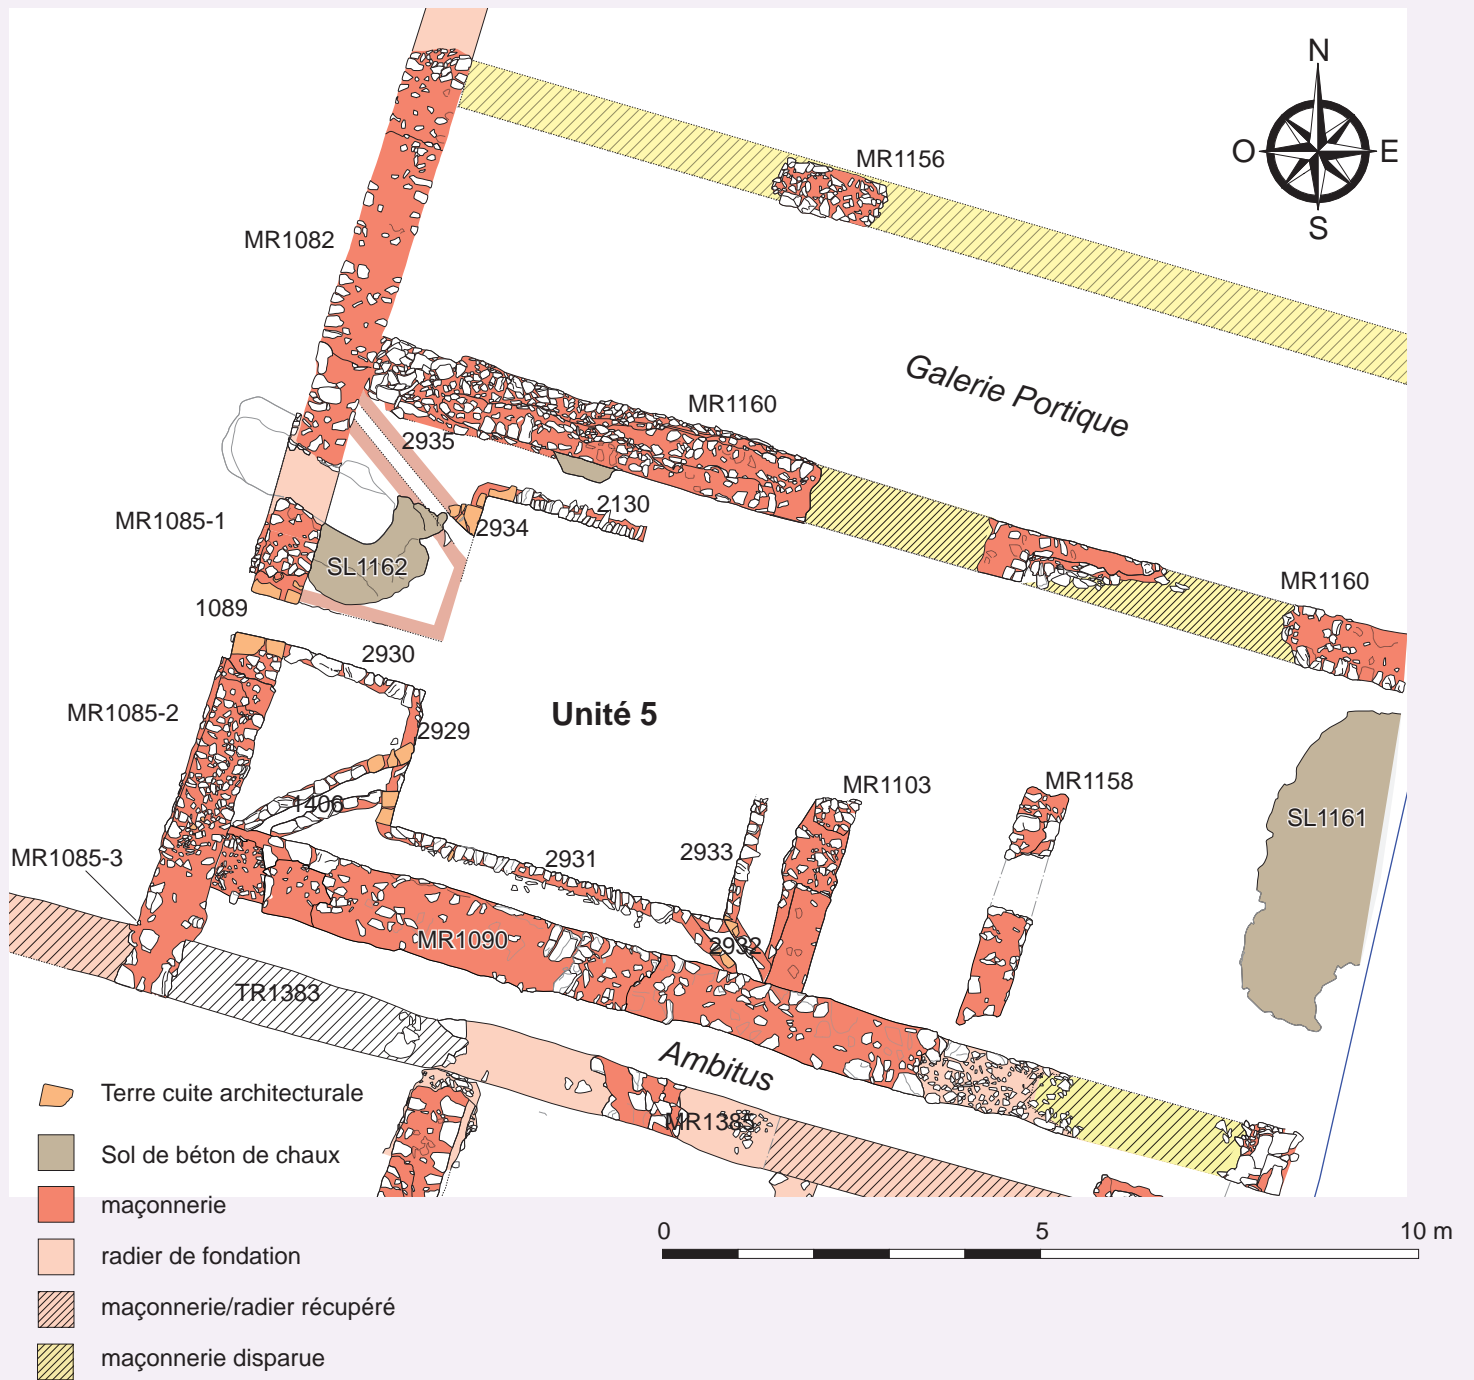 N
MR1156
O
E
S
MR1082
Galerie Portique
MR1160
2935
2130
2934
MR1085-1
SL1162
MR1160
1089
2930
MR1085-2
Unité 5
2929
MR1103
MR1158
1406
SL1161
MR1085-3
2931
2933
MR1090
2932
TR1383
Ambitus
MR1385
Terre cuite architecturale
Sol de béton de chaux
maçonnerie
radier de fondation
maçonnerie/radier récupéré
maçonnerie disparue
0
5
10 m